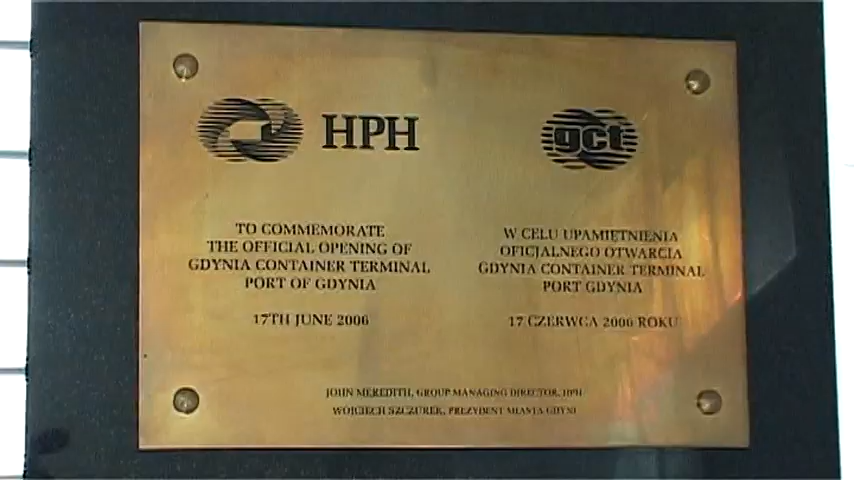 HPH
gct
TO COMMEMORATE
THE OFFICIAL OPENING OF
GDYNIA CONTAINER TERMINAL
PORT OF GDYNIA
17TH JUNE 2006
W CELU UPAMIĘTNIENIA
OFICJALNEGO OTWARCIA
GDYNIA CONTAINER TERMINAL
PORT GDYNIA
17 CZERWCA 2006 ROKU
JOHN MEREDITH, GROUP MANAGING DIRECTOR, HPH
WOJCIECH SZCZUREK, PREZYDENT MIASTA GDYNI